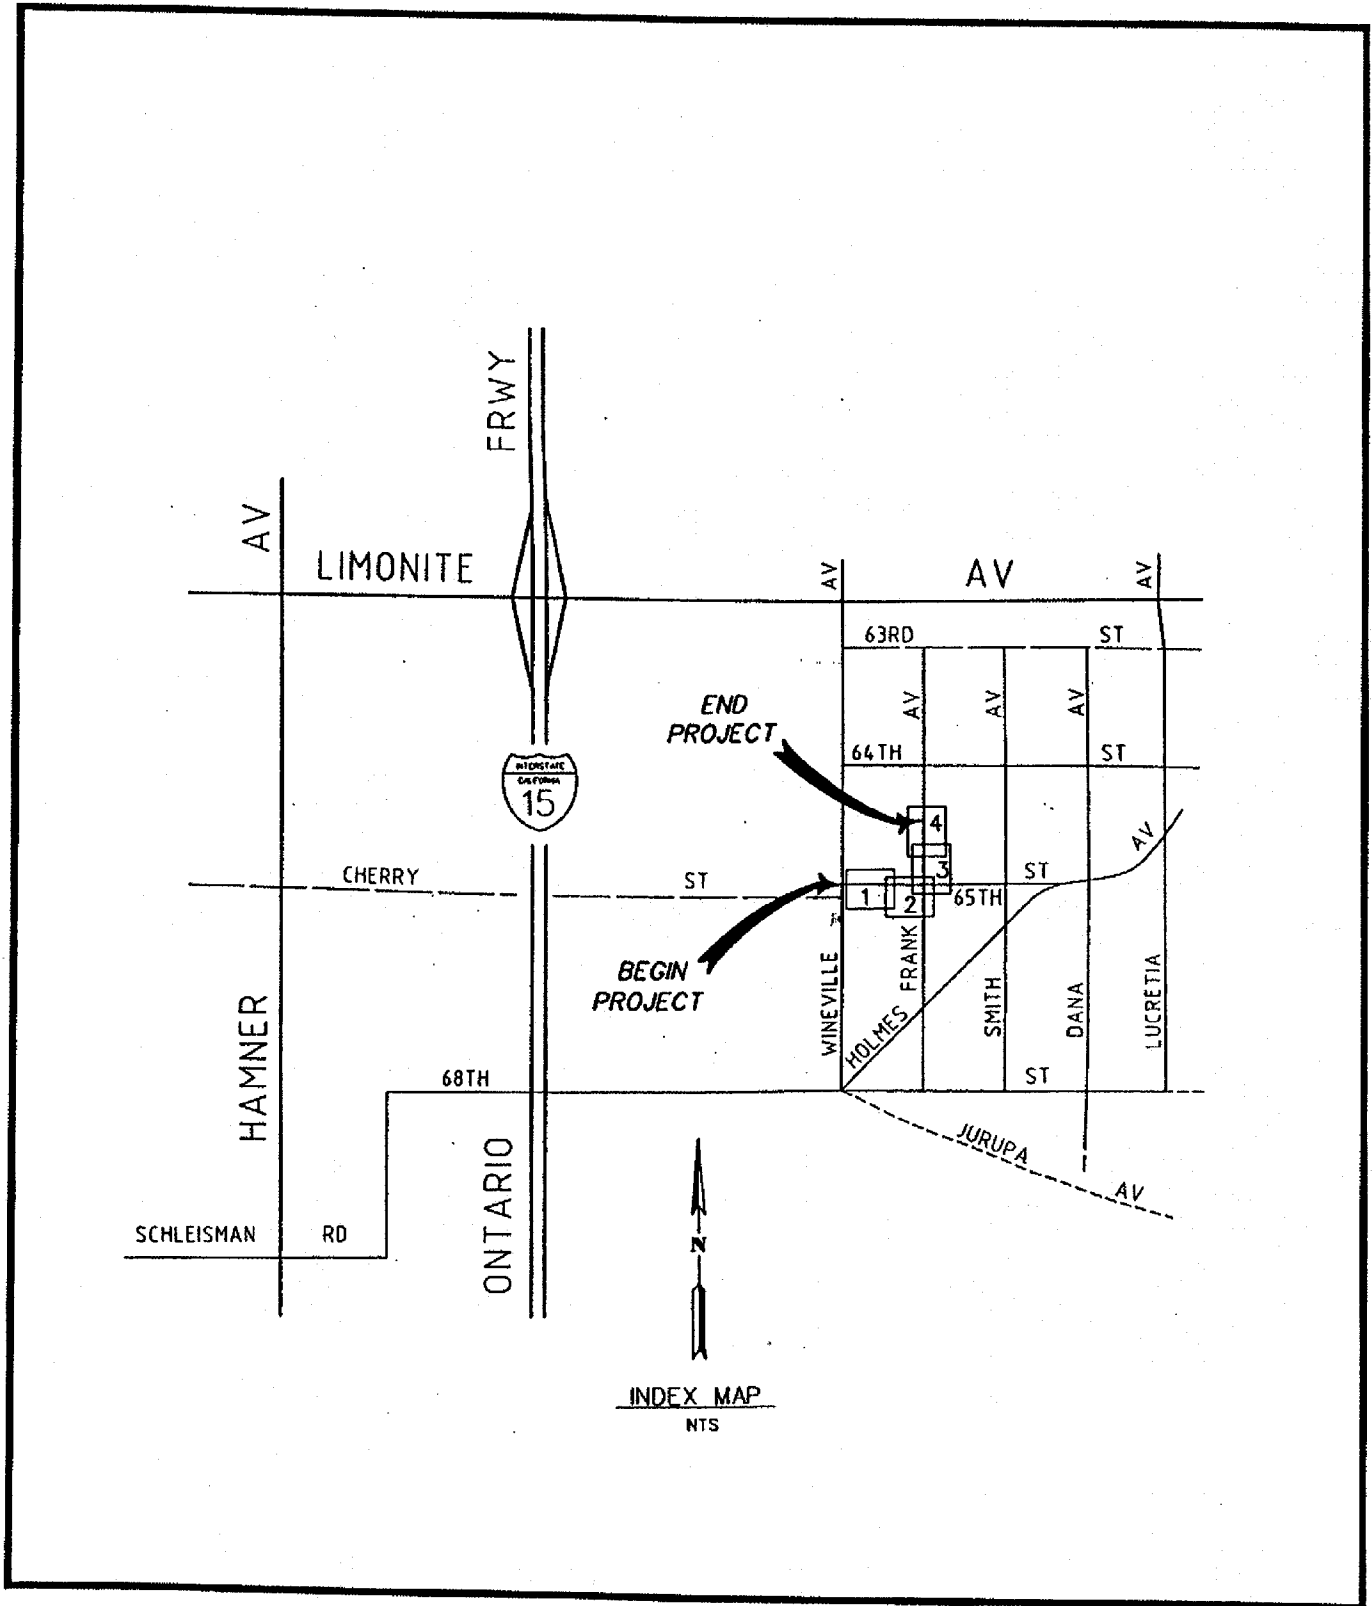 FRWY
AV
LIMONITE
AV
AV
AV
63RD ST
END
PROJECT
AV
AV
AV
64TH ST
INTERSTATE
CALIFORNIA
15
4
3
AV
CHERRY ST
1
2
ST
65TH
BEGIN
PROJECT
WINEVILLE
FRANK
SMITH
DANA
LUCRETIA
HOLMES
HAMNER
68TH ST
JURUPA
AV
ONTARIO
SCHLEISMAN RD
N
INDEX MAP
NTS